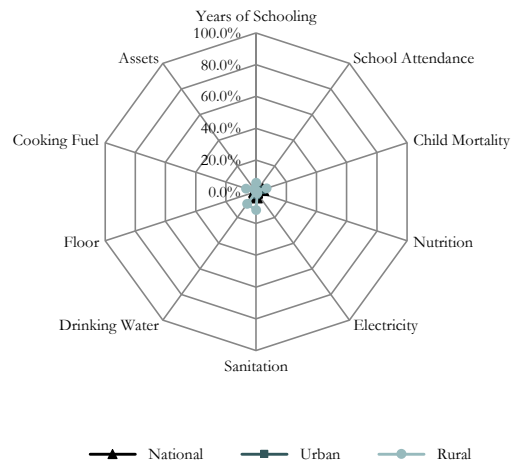 Years of Schooling
100.0%
Assets
School Attendance
80.0%
60.0%
40.0%
Cooking Fuel
Child Mortality
20.0%
0.0%
Floor
Nutrition
Drinking Water
Electricity
Sanitation
National Urban Rural